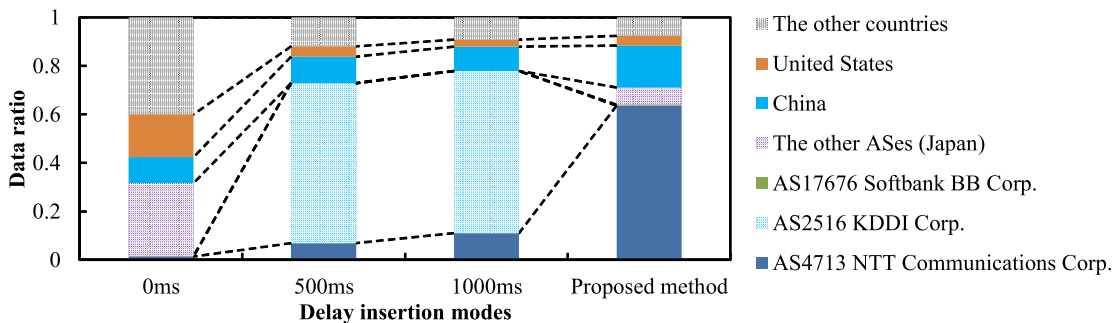 1
0.8
0.6
0.4
0.2
0
Data ratio
0ms
500ms
1000ms
Proposed method
Delay insertion modes
The other countries
United States
China
The other ASes (Japan)
AS17676 Softbank BB Corp.
AS2516 KDDI Corp.
AS4713 NTT Communications Corp.